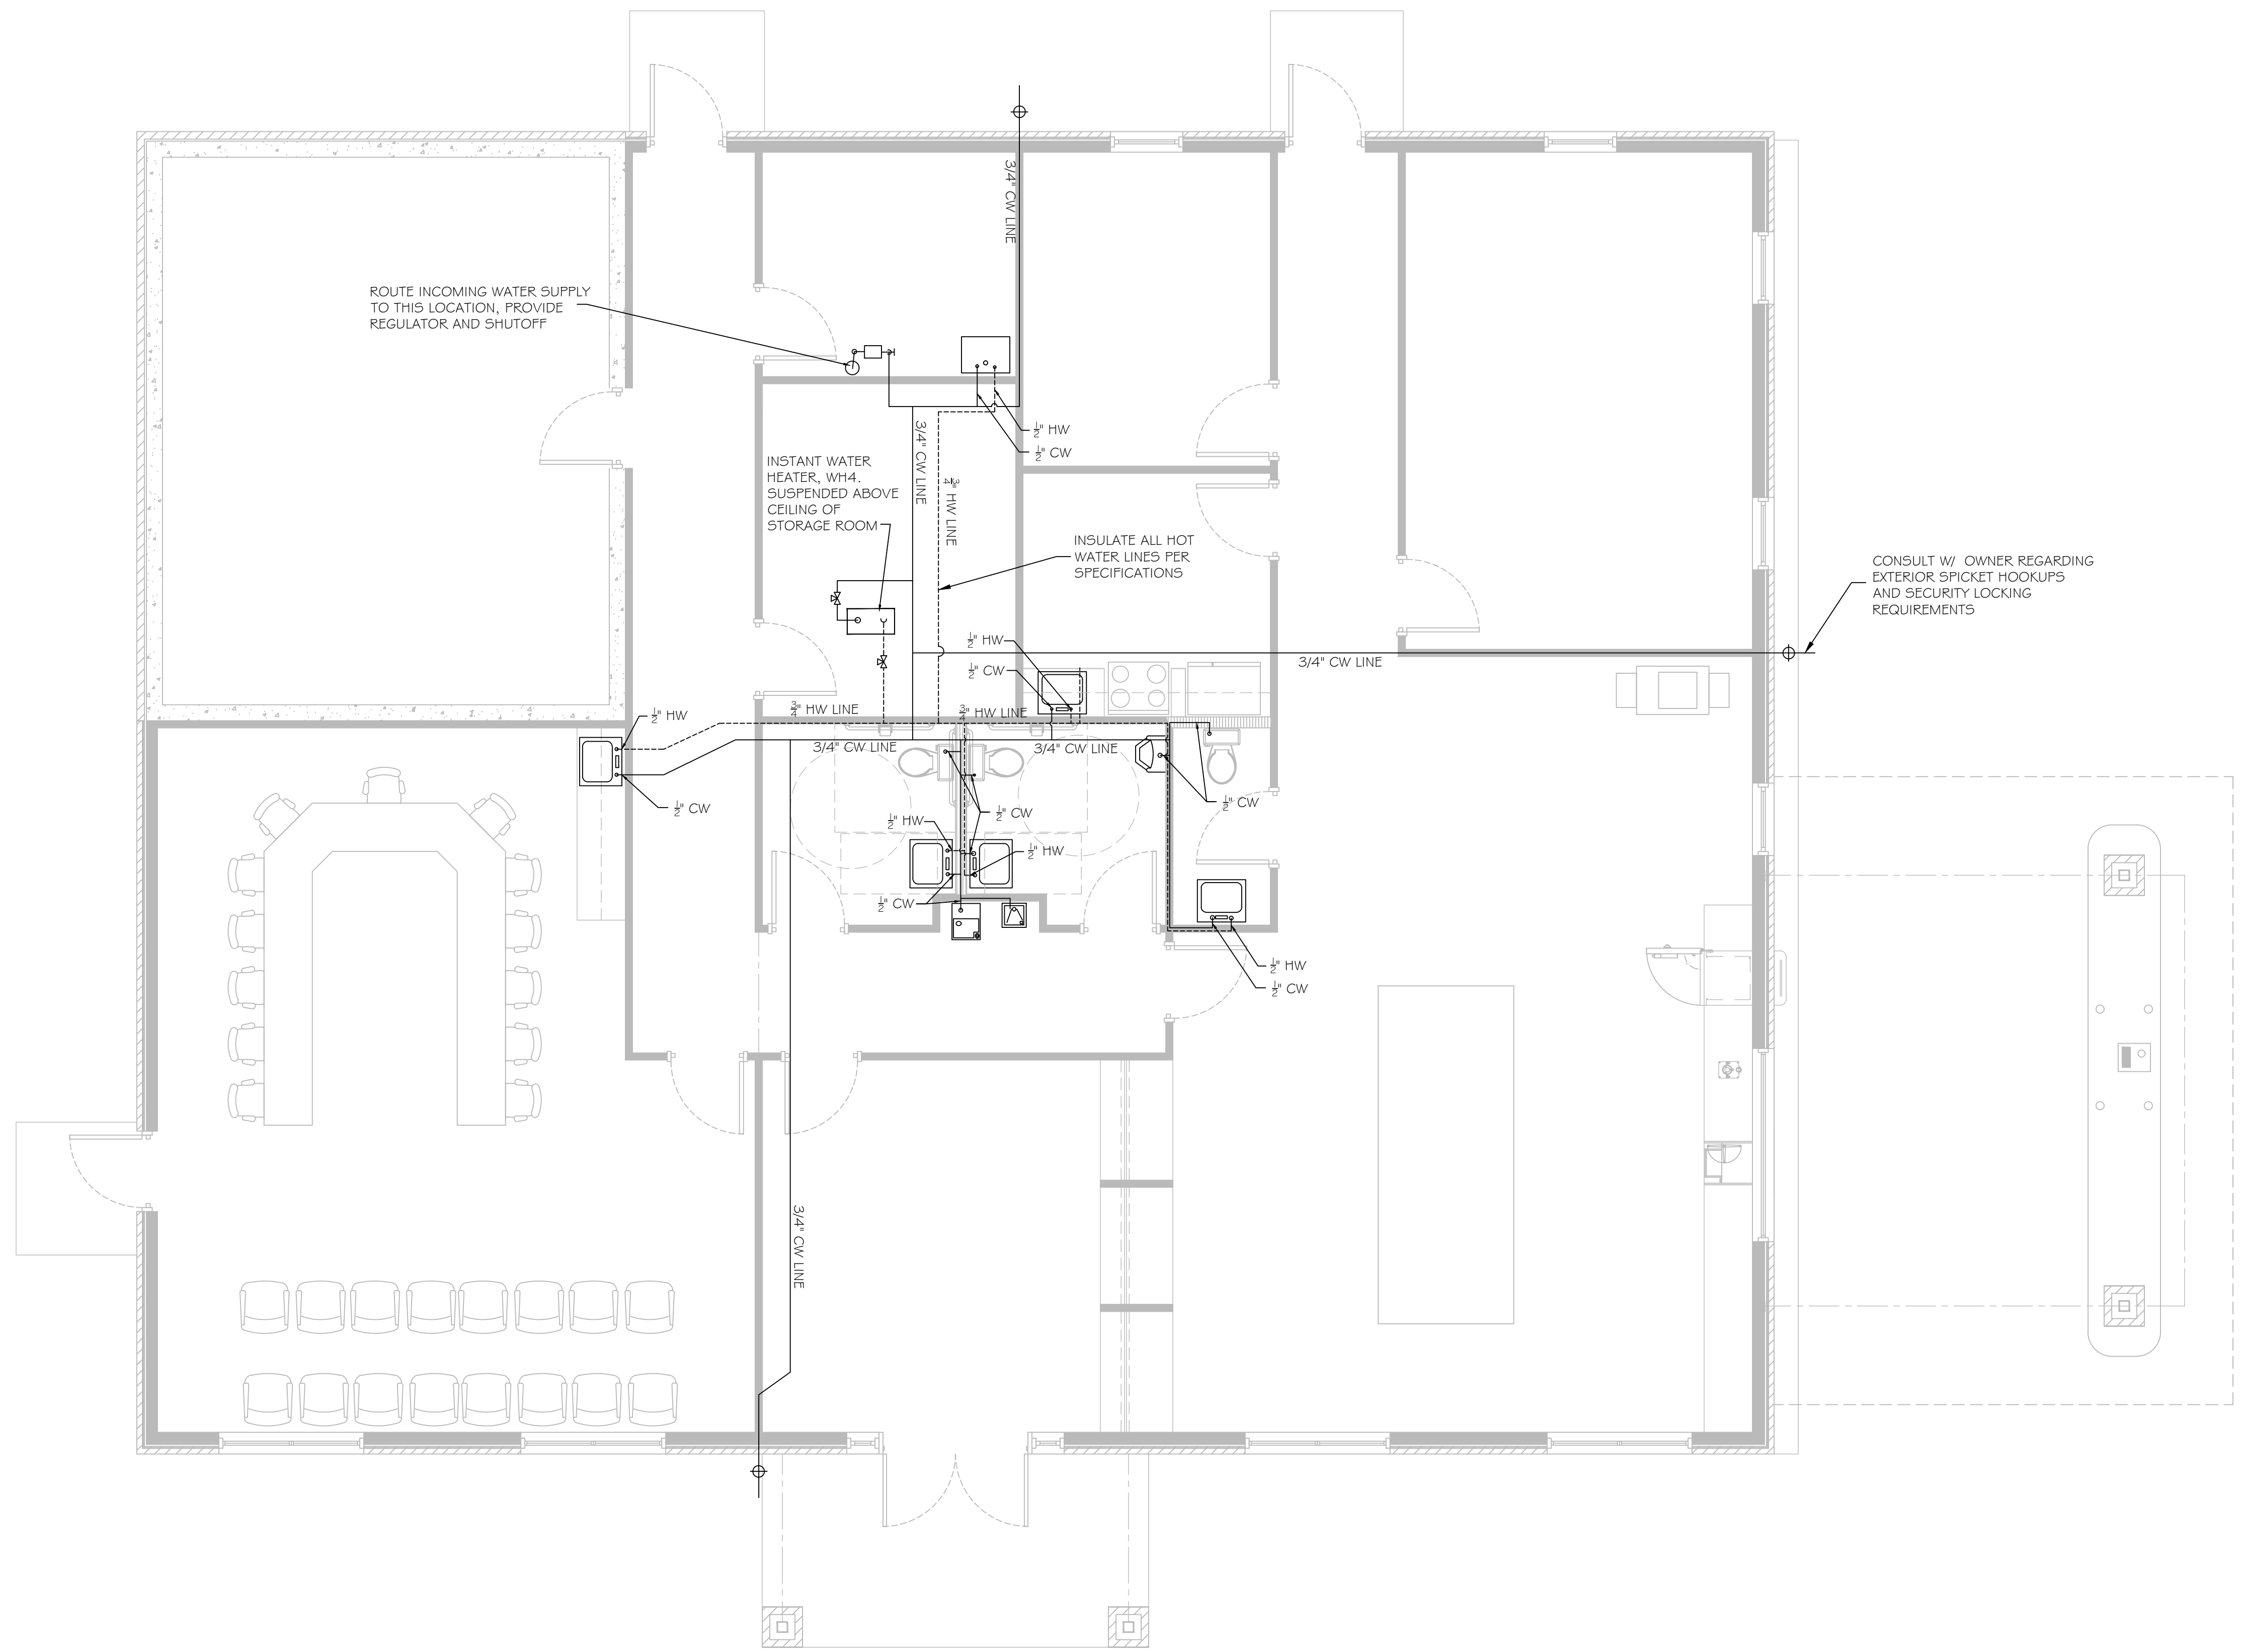 3/4" CW LINE
ROUTE INCOMING WATER SUPPLY
TO THIS LOCATION, PROVIDE
REGULATOR AND SHUTOFF
1/2" HW
1/2" CW
3/4" CW LINE
3/4" HW LINE
INSTANT WATER
HEATER, WH4.
SUSPENDED ABOVE
CEILING OF
STORAGE ROOM
INSULATE ALL HOT
WATER LINES PER
SPECIFICATIONS
CONSULT W/ OWNER REGARDING
EXTERIOR SPICKET HOOKUPS
AND SECURITY LOCKING
REQUIREMENTS
1/2" HW
1/2" CW
3/4" CW LINE
1/2" HW
3/4" HW LINE
3/4" HW LINE
3/4" CW LINE
3/4" CW LINE
1/2" CW
1/2" CW
1/2" CW
1/2" HW
1/2" HW
1/2" CW
1/2" HW
1/2" CW
3/4" CW LINE